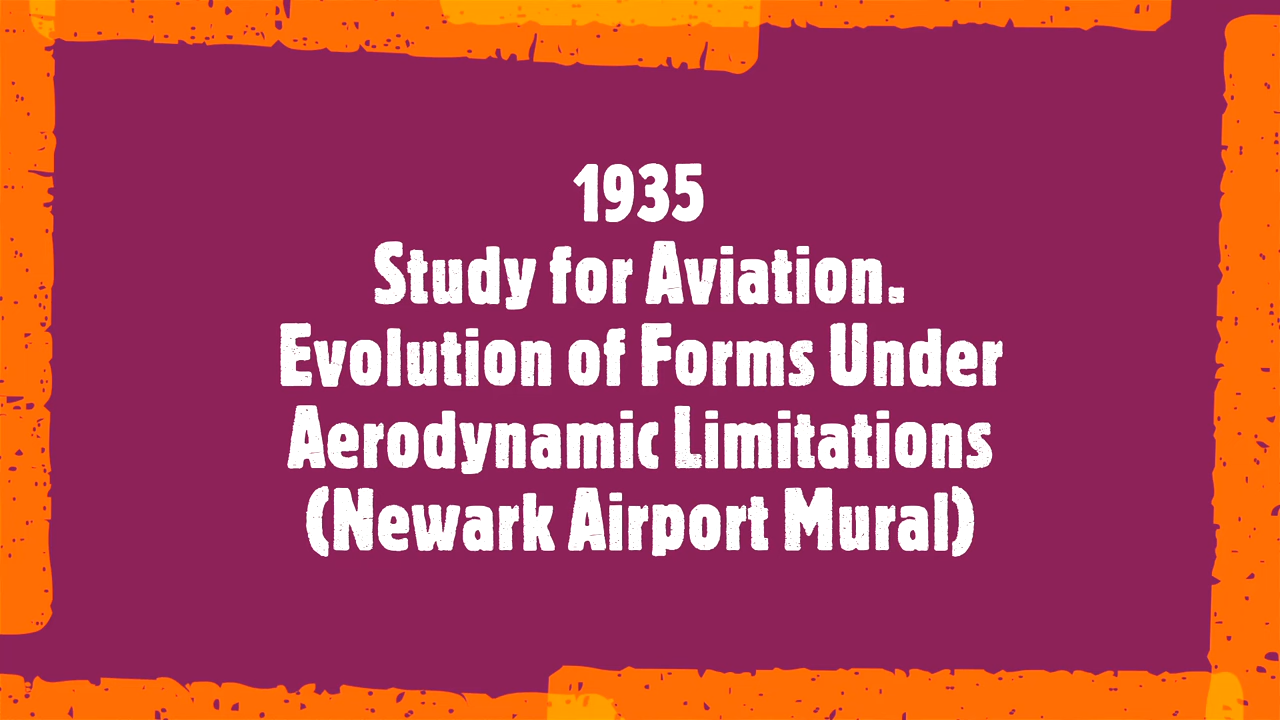 1935
Study for Aviation.
Evolution of Forms Under
Aerodynamic Limitations
(Newark Airport Mural)